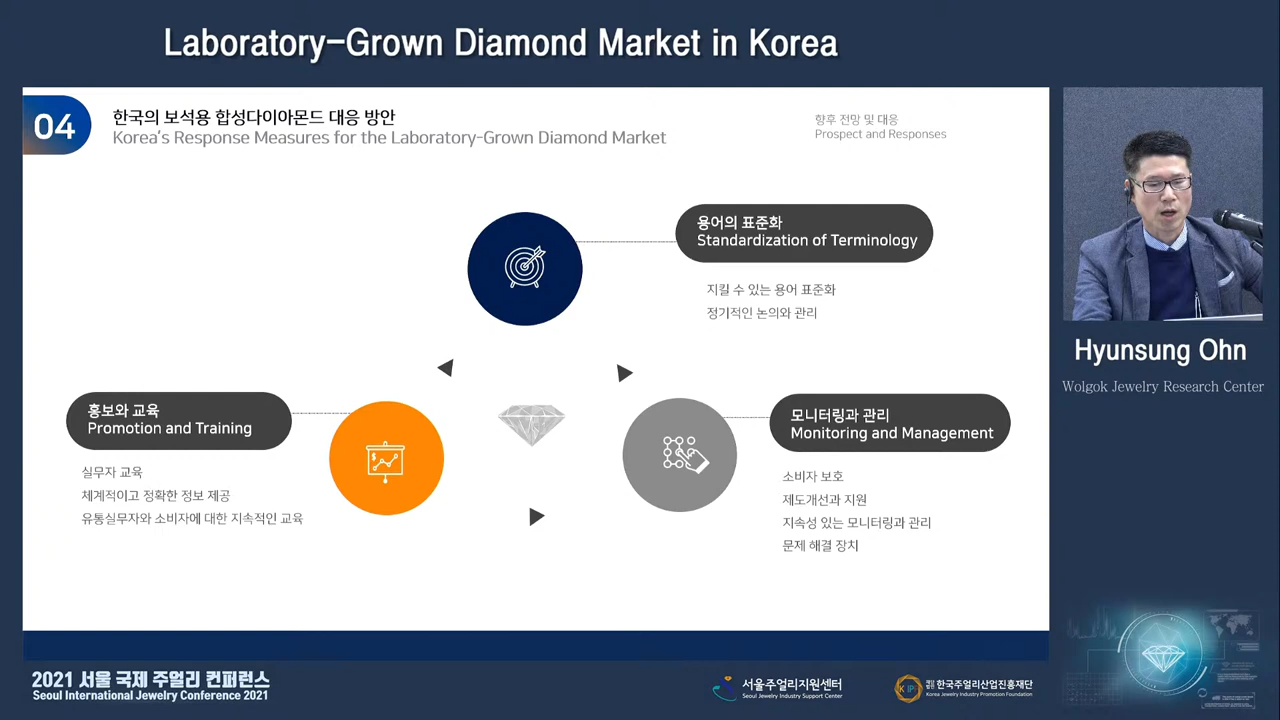 Laboratory-Grown Diamond Market in Korea
04
한국의 보석용 합성다이아몬드 대응 방안
Korea's Response Measures for the Laboratory-Grown Diamond Market
향후 전망 및 대응
Prospect and Responses
용어의 표준화
Standardization of Terminology
지킬 수 있는 용어 표준화
정기적인 논의와 관리
홍보와 교육
Promotion and Training
실무자 교육
체계적이고 정확한 정보 제공
유통실무자와 소비자에 대한 지속적인 교육
모니터링과 관리
Monitoring and Management
소비자 보호
제도개선과 지원
지속성 있는 모니터링과 관리
문제 해결 장치
Hyunsung Ohn
Wolgok Jewelry Research Center
2021 서울 국제 주얼리 컨퍼런스
Seoul International Jewelry Conference 2021
서울주얼리지원센터
Seoul Jewelry Industry Support Center
재단법인 한국주얼리산업진흥재단
Korea Jewelry Industry Promotion Foundation